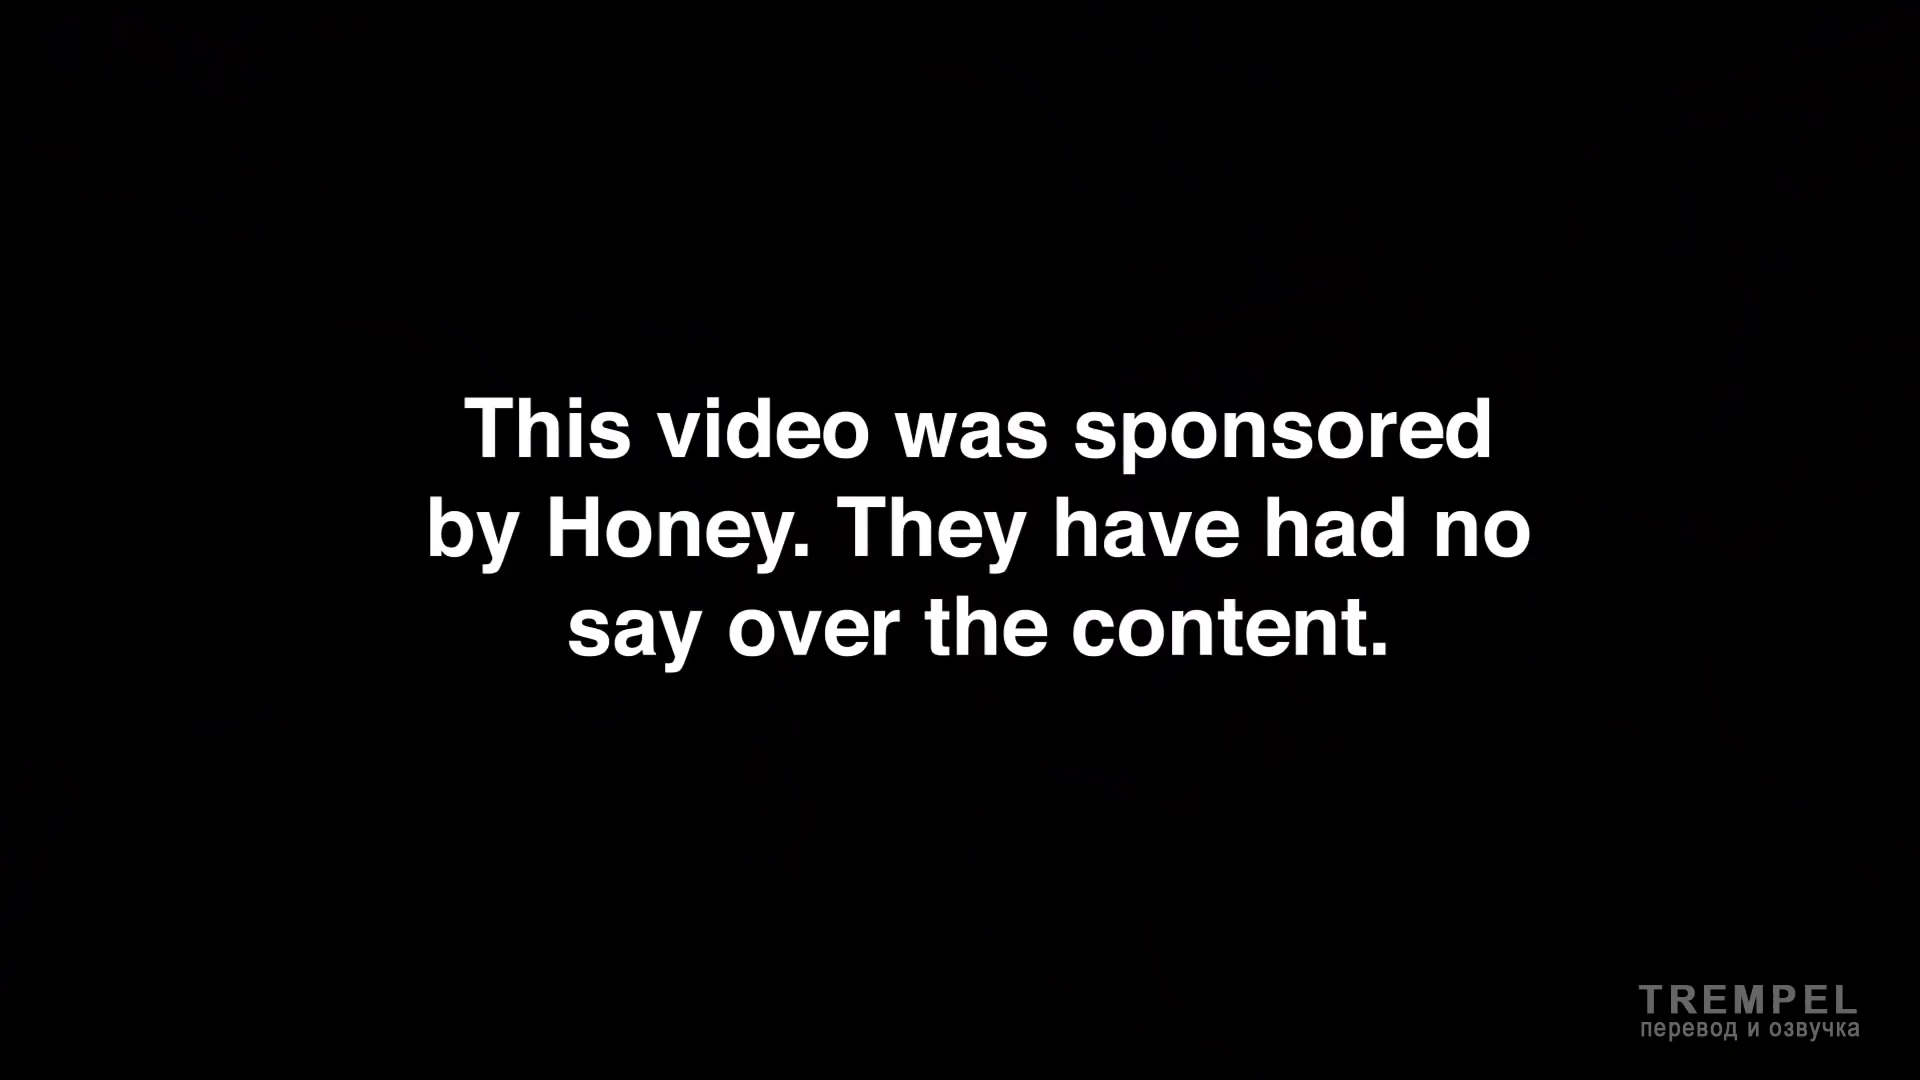 This video was sponsored
by Honey. They have had no
say over the content.
TREMPEL
перевод и озвучка